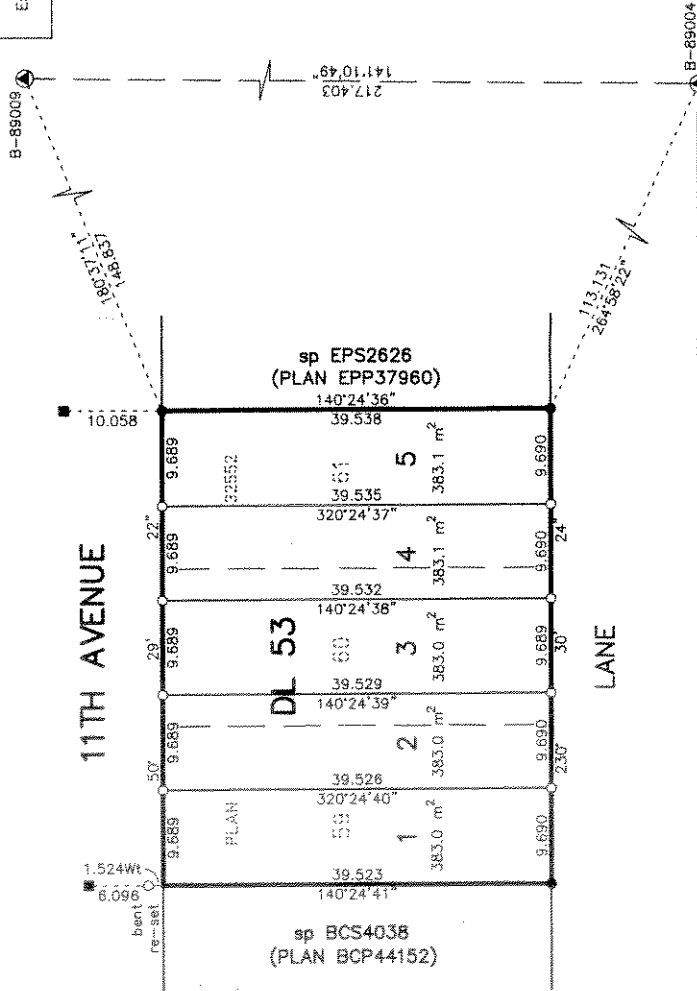 B-89009
217.403
141°10'49"
B-89004
180°37'11"
148.837
113.131
264°58'22"
sp EPS2626
(PLAN EPP37960)
11TH AVENUE
10.058
140°24'36"
39.538
9.689
32552
61
5
383.1 m²
9.690
39.535
320°24'37"
22"
9.689
4
383.1 m²
9.690
24"
39.532
140°24'38"
29'
9.689
DL 53
60
3
383.0 m²
9.689
30'
LANE
39.529
140°24'39"
9.689
2
383.0 m²
9.690
50°
230°
39.526
320°24'40"
9.689
PLAN
59
1
383.0 m²
9.690
39.523
140°24'41"
1.524Wt
6.096
bent
re-set
sp BCS4038
(PLAN BCP44152)